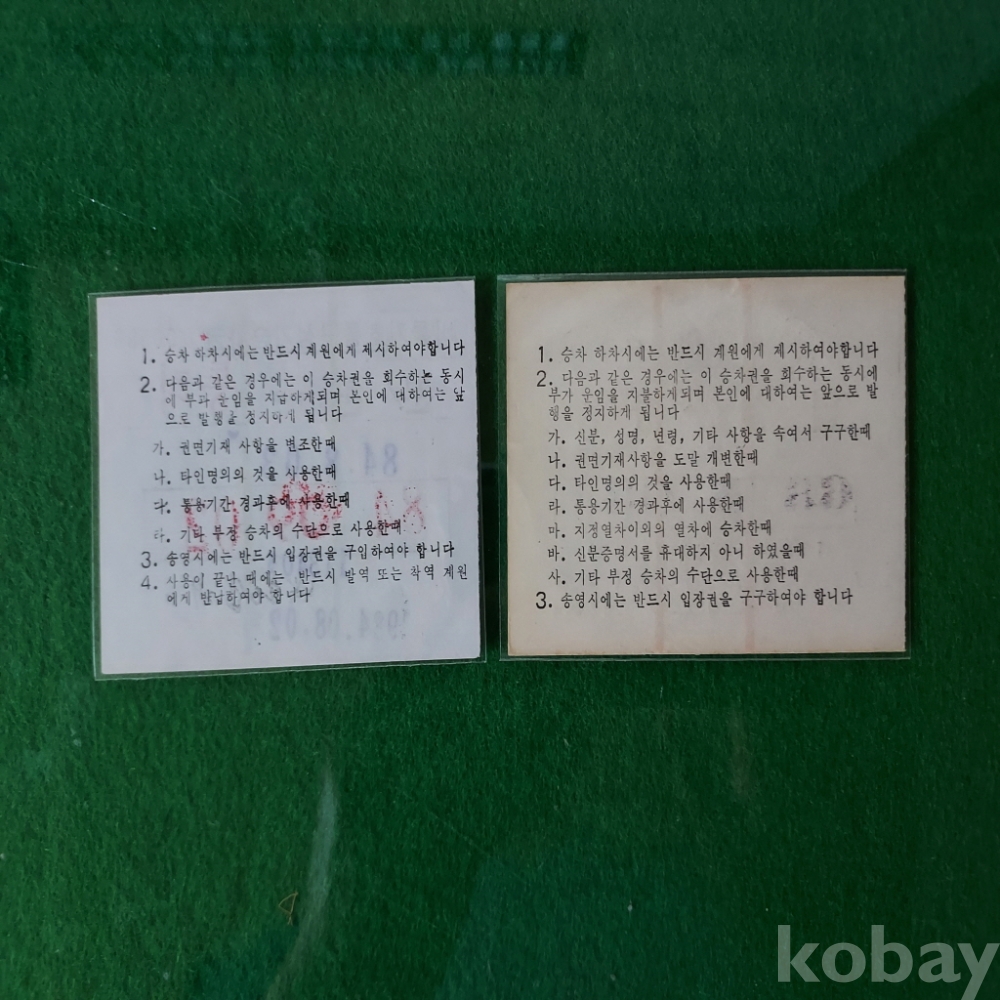 1. 승차 하차시에는 반드시 계원에게 제시하여야합니다
2. 다음과 같은 경우에는 이 승차권을 회수하는 동시
에 부과 운임을 지납하게되며 본인에 대하여는 앞
으로 발행을 정지하게 됩니다
가. 권면기재 사항을 변조한때
나. 타인명의의 것을 사용한때
다. 통용기간 경과후에 사용한때
라. 기타 부정 승차의 수단으로 사용한때
3. 송영시에는 반드시 입장권을 구입하여야 합니다
4. 사용이 끝난 때에는 반드시 발역 또는 착역 계원
에게 반납하여야 합니다
1. 승차 하차시에는 반드시 계원에게 제시하여야합니다
2. 다음과 같은 경우에는 이 승차권을 회수하는 동시에
부가 운임을 지불하게되며 본인에 대하여는 앞으로 발
행을 정지하게 됩니다
가. 신분, 성명, 년령, 기타 사항을 속여서 구구한때
나. 권면기재사항을 도말 개변한때
다. 타인명의의 것을 사용한때
라. 통용기간 경과후에 사용한때
마. 지정열차이외의 열차에 승차한때
바. 신분증명서를 휴대하지 아니 하였을때
사. 기타 부정 승차의 수단으로 사용한때
3. 송영시에는 반드시 입장권을 구구하여야 합니다
kobay